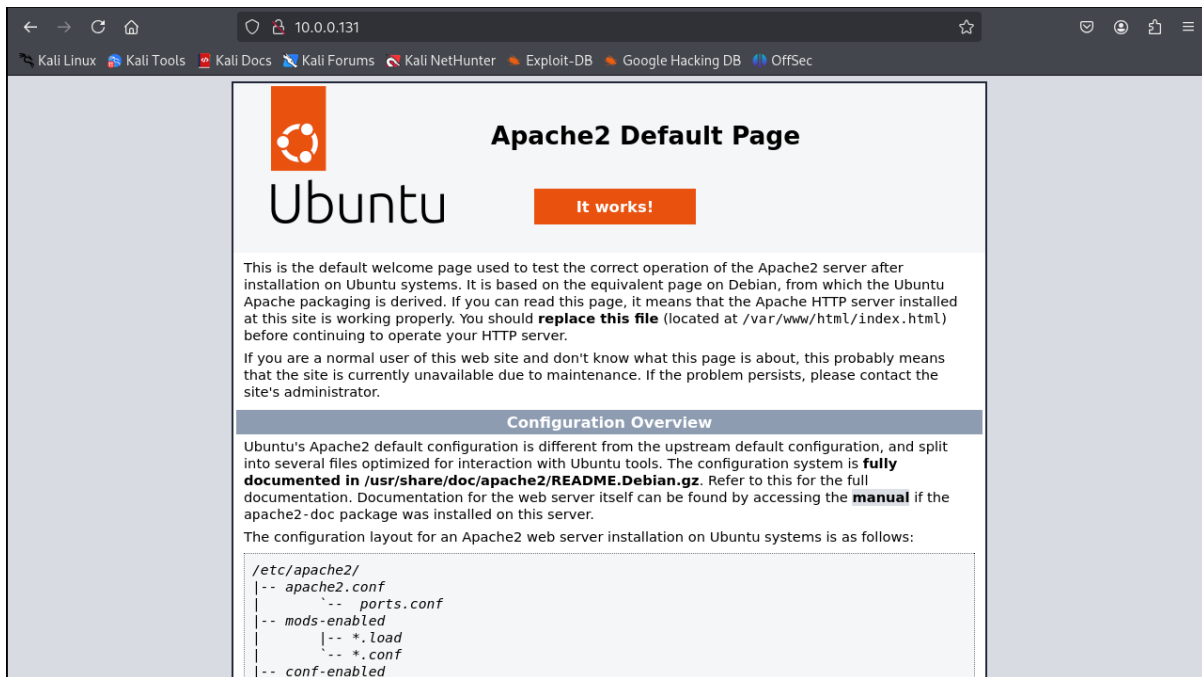 10.0.0.131
Kali Linux Kali Tools Kali Docs Kali Forums Kali NetHunter Exploit-DB Google Hacking DB OffSec
Apache2 Default Page
Ubuntu
It works!
This is the default welcome page used to test the correct operation of the Apache2 server after
installation on Ubuntu systems. It is based on the equivalent page on Debian, from which the Ubuntu
Apache packaging is derived. If you can read this page, it means that the Apache HTTP server installed
at this site is working properly. You should replace this file (located at /var/www/html/index.html)
before continuing to operate your HTTP server.
If you are a normal user of this web site and don't know what this page is about, this probably means
that the site is currently unavailable due to maintenance. If the problem persists, please contact the
site's administrator.
Configuration Overview
Ubuntu's Apache2 default configuration is different from the upstream default configuration, and split
into several files optimized for interaction with Ubuntu tools. The configuration system is fully
documented in /usr/share/doc/apache2/README.Debian.gz. Refer to this for the full
documentation. Documentation for the web server itself can be found by accessing the manual if the
apache2-doc package was installed on this server.
The configuration layout for an Apache2 web server installation on Ubuntu systems is as follows:
/etc/apache2/
|-- apache2.conf
|       `--  ports.conf
|-- mods-enabled
|       |-- *.load
|       `-- *.conf
|-- conf-enabled